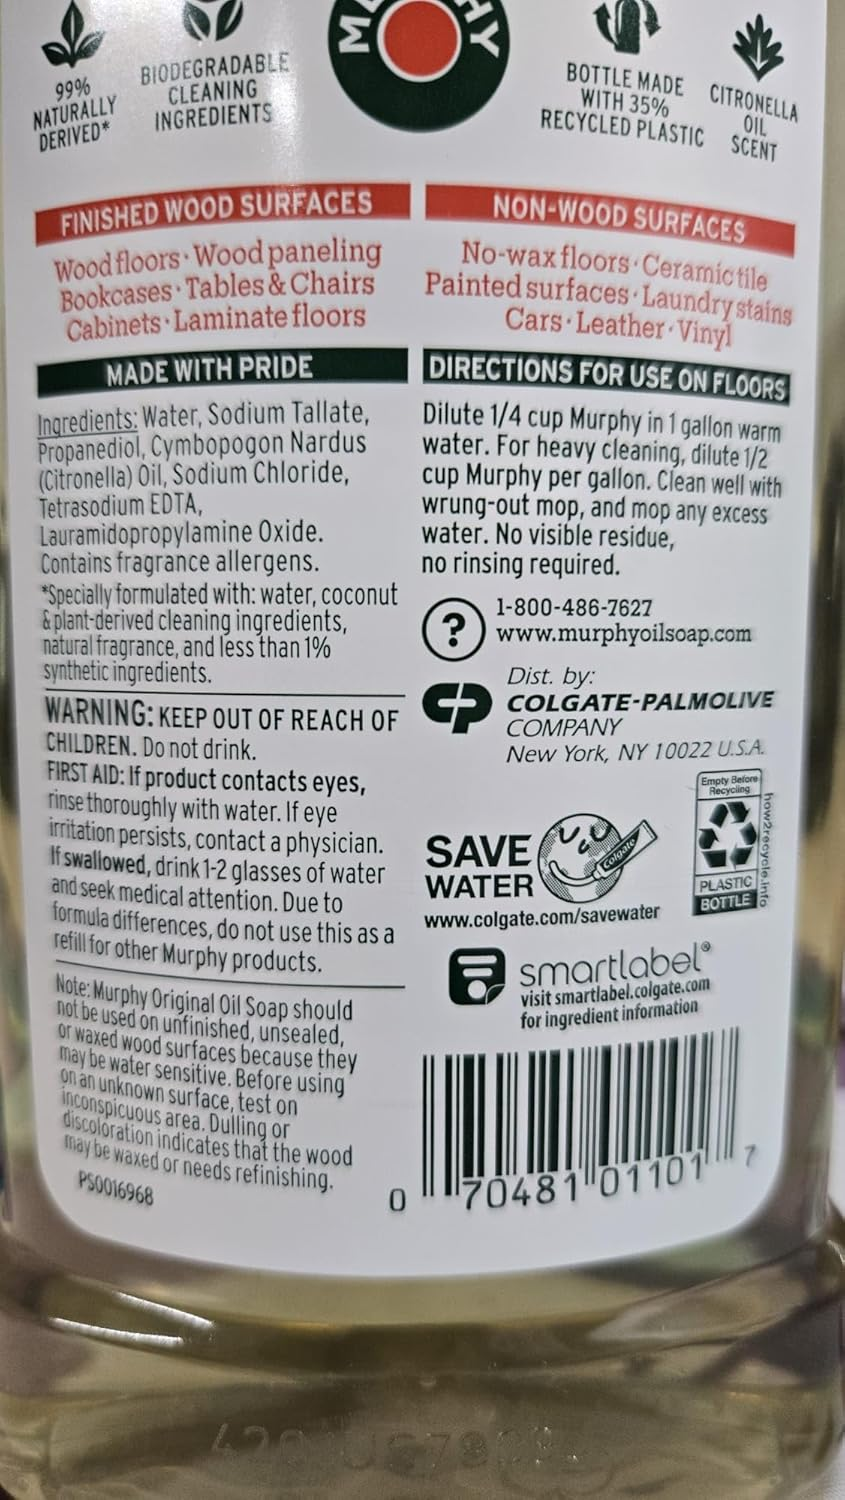 99%
NATURALLY
DERIVED*
BIODEGRADABLE
CLEANING
INGREDIENTS
BOTTLE MADE
WITH 35%
RECYCLED PLASTIC
CITRONELLA
OIL
SCENT
FINISHED WOOD SURFACES
Wood floors · Wood paneling
Bookcases · Tables & Chairs
Cabinets · Laminate floors
MADE WITH PRIDE
Ingredients: Water, Sodium Tallate,
Propanediol, Cymbopogon Nardus
(Citronella) Oil, Sodium Chloride,
Tetrasodium EDTA,
Lauramidopropylamine Oxide.
Contains fragrance allergens.
*Specially formulated with: water, coconut
& plant-derived cleaning ingredients,
natural fragrance, and less than 1%
synthetic ingredients.
WARNING: KEEP OUT OF REACH OF
CHILDREN. Do not drink.
FIRST AID: If product contacts eyes,
rinse thoroughly with water. If eye
irritation persists, contact a physician.
If swallowed, drink 1-2 glasses of water
and seek medical attention. Due to
formula differences, do not use this as a
refill for other Murphy products.
Note: Murphy Original Oil Soap should
not be used on unfinished, unsealed,
or waxed wood surfaces because they
may be water sensitive. Before using
on an unknown surface, test on
inconspicuous area. Dulling or
discoloration indicates that the wood
may be waxed or needs refinishing.
PS0016968
NON-WOOD SURFACES
No-wax floors · Ceramic tile
Painted surfaces · Laundry stains
Cars · Leather · Vinyl
DIRECTIONS FOR USE ON FLOORS
Dilute 1/4 cup Murphy in 1 gallon warm
water. For heavy cleaning, dilute 1/2
cup Murphy per gallon. Clean well with
wrung-out mop, and mop any excess
water. No visible residue,
no rinsing required.
?
1-800-486-7627
www.murphyoilsoap.com
Dist. by:
COLGATE-PALMOLIVE
COMPANY
New York, NY 10022 U.S.A.
SAVE
WATER
Colgate
www.colgate.com/savewater
Empty Before
Recycling
PLASTIC
BOTTLE
how2recycle.info
smartlabel®
visit smartlabel.colgate.com
for ingredient information
0 70481 01101 7